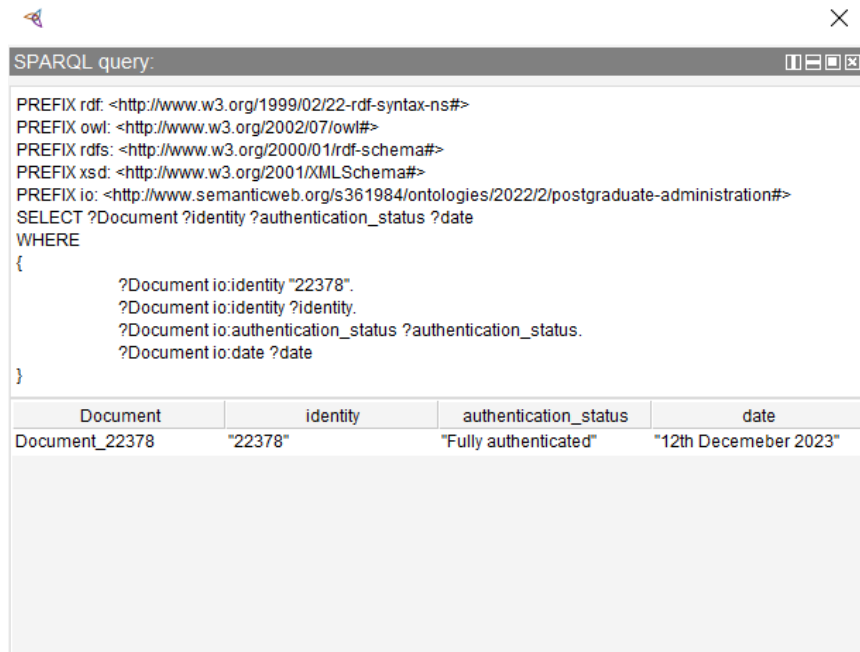 SPARQL query:
PREFIX rdf: <http://www.w3.org/1999/02/22-rdf-syntax-ns#>
PREFIX owl: <http://www.w3.org/2002/07/owl#>
PREFIX rdfs: <http://www.w3.org/2000/01/rdf-schema#>
PREFIX xsd: <http://www.w3.org/2001/XMLSchema#>
PREFIX io: <http://www.semanticweb.org/s361984/ontologies/2022/2/postgraduate-administration#>
SELECT ?Document ?identity ?authentication_status ?date
WHERE
{
?Document io:identity "22378".
?Document io:identity ?identity.
?Document io:authentication_status ?authentication_status.
?Document io:date ?date
}
Document identity authentication_status date
Document_22378 "22378" "Fully authenticated" "12th Decemeber 2023"